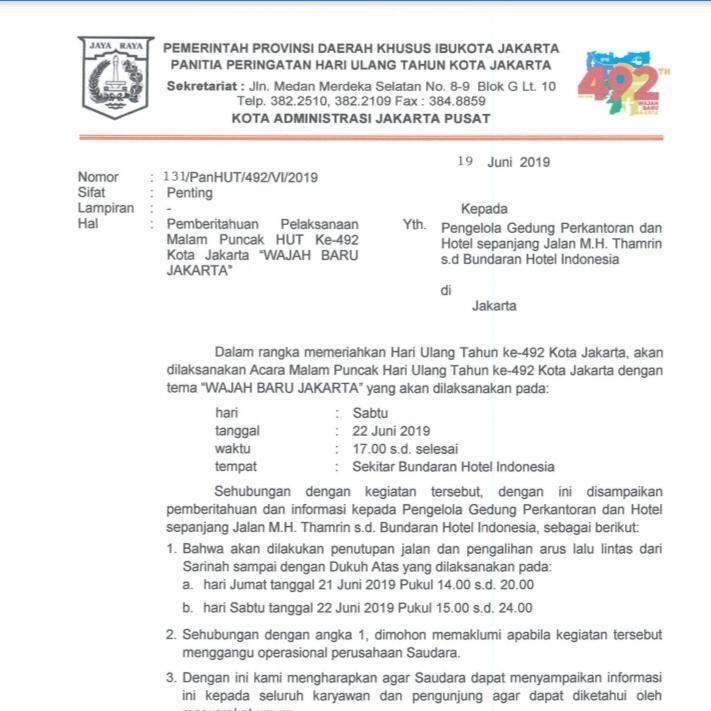 JAYA RAYA
PEMERINTAH PROVINSI DAERAH KHUSUS IBUKOTA JAKARTA
PANITIA PERINGATAN HARI ULANG TAHUN KOTA JAKARTA
Sekretariat : Jln. Medan Merdeka Selatan No. 8-9 Blok G Lt. 10
Telp. 382.2510, 382.2109 Fax : 384.8859
KOTA ADMINISTRASI JAKARTA PUSAT
492TH
WAJAH
BARU
JAKARTA
19 Juni 2019
Nomor : 131/PanHUT/492/VI/2019
Sifat : Penting
Lampiran : -
Hal : Pemberitahuan Pelaksanaan
Malam Puncak HUT Ke-492
Kota Jakarta “WAJAH BARU
JAKARTA”
Kepada
Yth. Pengelola Gedung Perkantoran dan
Hotel sepanjang Jalan M.H. Thamrin
s.d Bundaran Hotel Indonesia
di
Jakarta
Dalam rangka memeriahkan Hari Ulang Tahun ke-492 Kota Jakarta, akan
dilaksanakan Acara Malam Puncak Hari Ulang Tahun ke-492 Kota Jakarta dengan
tema “WAJAH BARU JAKARTA” yang akan dilaksanakan pada:
hari : Sabtu
tanggal : 22 Juni 2019
waktu : 17.00 s.d. selesai
tempat : Sekitar Bundaran Hotel Indonesia
Sehubungan dengan kegiatan tersebut, dengan ini disampaikan
pemberitahuan dan informasi kepada Pengelola Gedung Perkantoran dan Hotel
sepanjang Jalan M.H. Thamrin s.d. Bundaran Hotel Indonesia, sebagai berikut:
1. Bahwa akan dilakukan penutupan jalan dan pengalihan arus lalu lintas dari
Sarinah sampai dengan Dukuh Atas yang dilaksanakan pada:
a. hari Jumat tanggal 21 Juni 2019 Pukul 14.00 s.d. 20.00
b. hari Sabtu tanggal 22 Juni 2019 Pukul 15.00 s.d. 24.00
2. Sehubungan dengan angka 1, dimohon memaklumi apabila kegiatan tersebut
menggangu operasional perusahaan Saudara.
3. Dengan ini kami mengharapkan agar Saudara dapat menyampaikan informasi
ini kepada seluruh karyawan dan pengunjung agar dapat diketahui oleh